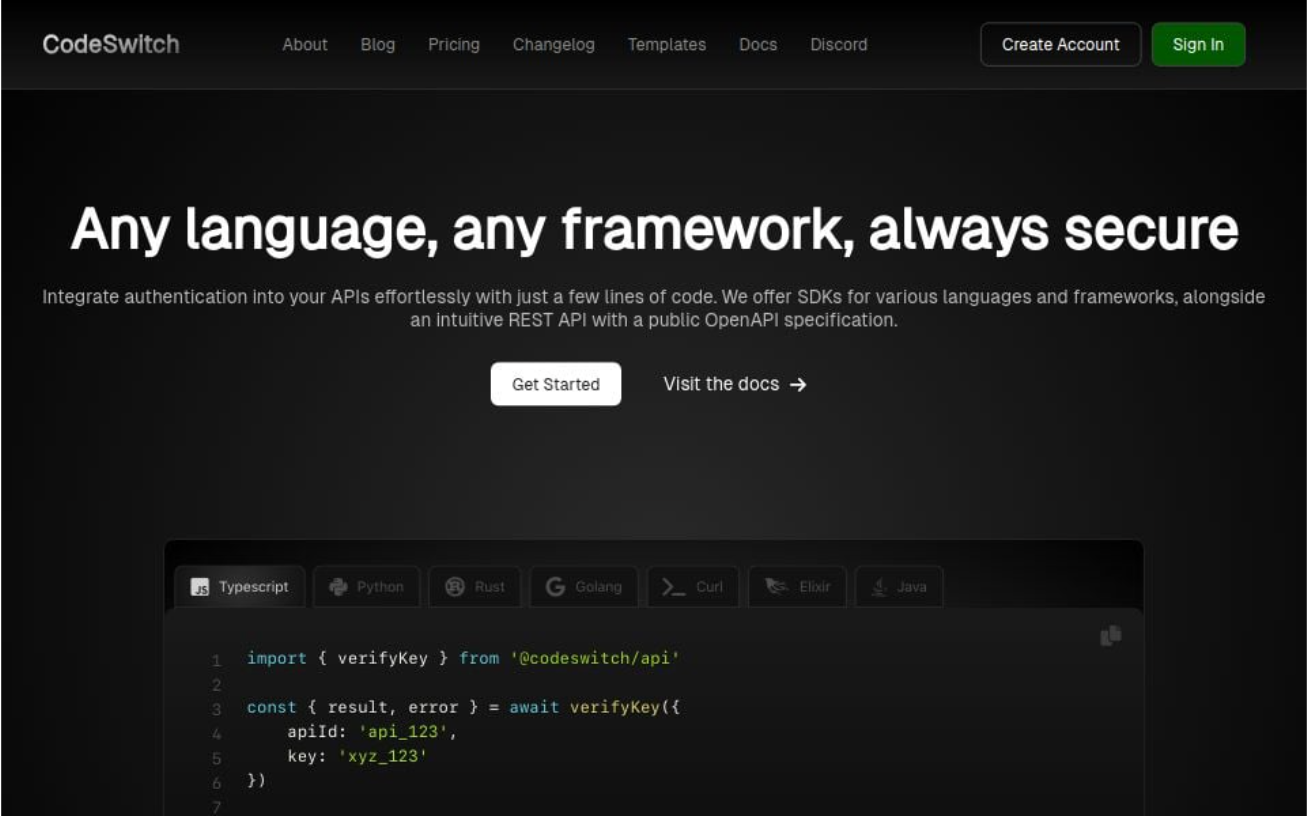 CodeSwitch
About Blog Pricing Changelog Templates Docs Discord
Create Account Sign In
Any language, any framework, always secure
Integrate authentication into your APIs effortlessly with just a few lines of code. We offer SDKs for various languages and frameworks, alongside
an intuitive REST API with a public OpenAPI specification.
Get Started Visit the docs →
JS Typescript Python Rust Golang Curl Elixir Java
1 import { verifyKey } from '@codeswitch/api'
2
3 const { result, error } = await verifyKey({
4 apiId: 'api_123',
5 key: 'xyz_123'
6 })
7